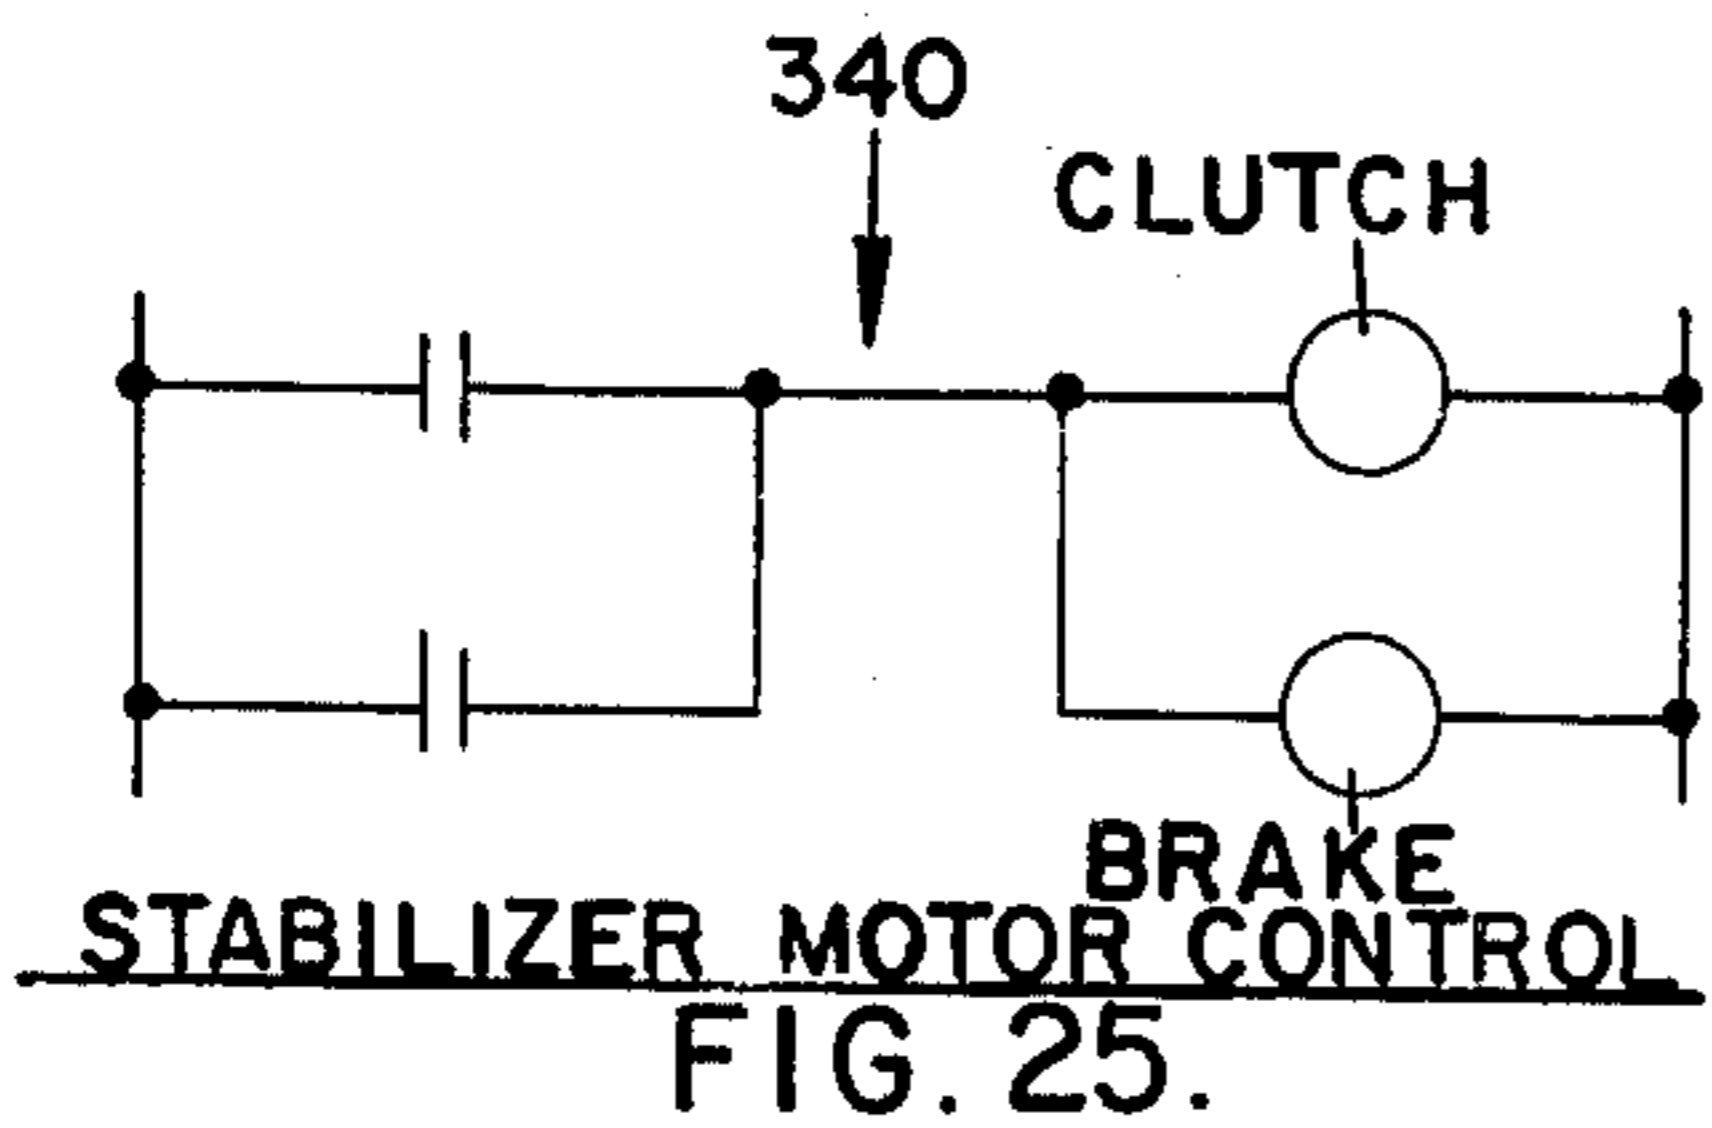 340
CLUTCH
BRAKE
STABILIZER MOTOR CONTROL
FIG. 25.